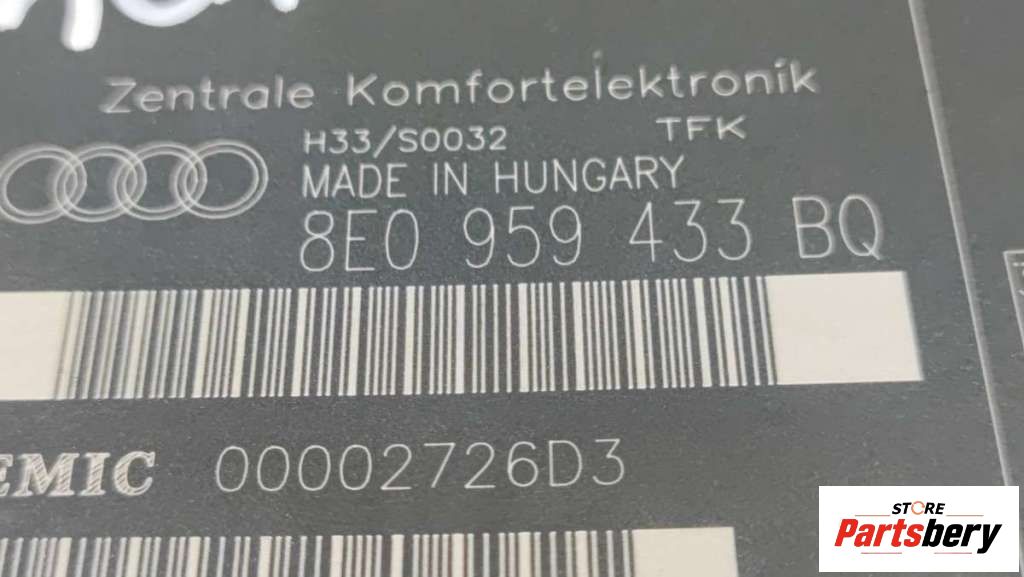 Zentrale Komfortelektronik
H33/S0032 TFK
MADE IN HUNGARY
8E0 959 433 BQ
EMIC 00002726D3
STORE
Partsbery